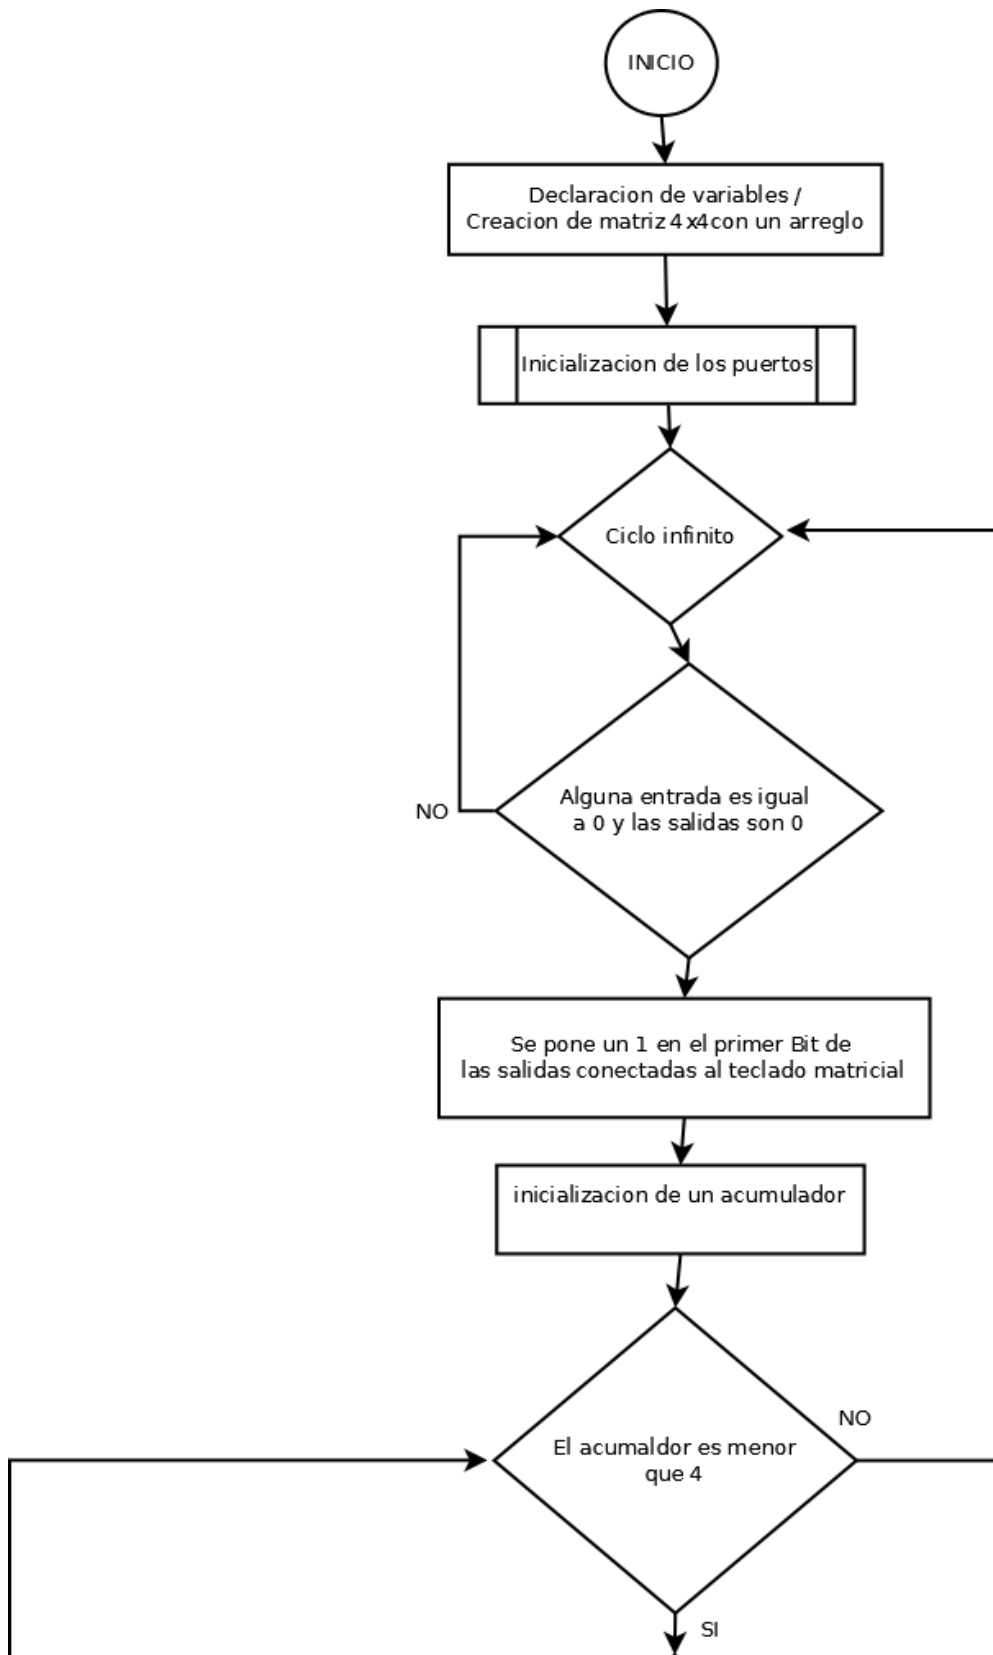 INICIO
Declaracion de variables /
Creacion de matriz 4x4con un arreglo
Inicializacion de los puertos
Ciclo infinito
Alguna entrada es igual
a 0 y las salidas son 0
NO
Se pone un 1 en el primer Bit de
las salidas conectadas al teclado matricial
inicializacion de un acumulador
NO
El acumaldor es menor
que 4
SI